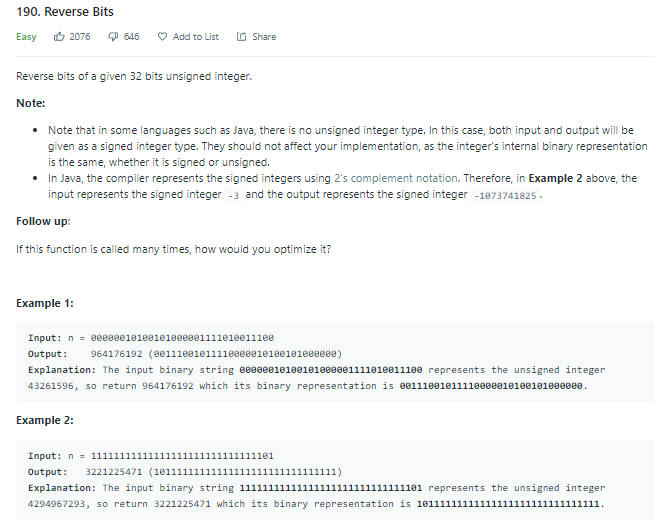 190. Reverse Bits
Easy 2076 646 Add to List Share
Reverse bits of a given 32 bits unsigned integer.
Note:
• Note that in some languages such as Java, there is no unsigned integer type. In this case, both input and output will be
given as a signed integer type. They should not affect your implementation, as the integer's internal binary representation
is the same, whether it is signed or unsigned.
• In Java, the compiler represents the signed integers using 2's complement notation. Therefore, in Example 2 above, the
input represents the signed integer -3 and the output represents the signed integer -1073741825.
Follow up:
If this function is called many times, how would you optimize it?
Example 1:
Input: n = 00000010100101000001111010011100
Output: 964176192 (00111001011110000010100101000000)
Explanation: The input binary string 00000010100101000001111010011100 represents the unsigned integer
43261596, so return 964176192 which its binary representation is 00111001011110000010100101000000.
Example 2:
Input: n = 11111111111111111111111111111101
Output: 3221225471 (10111111111111111111111111111111)
Explanation: The input binary string 11111111111111111111111111111101 represents the unsigned integer
4294967293, so return 3221225471 which its binary representation is 10111111111111111111111111111111.